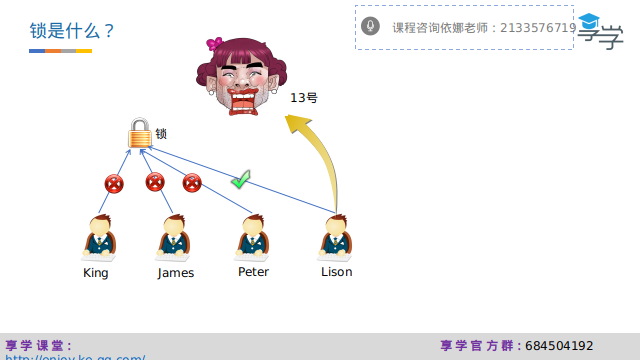 锁是什么？
课程咨询依娜老师：2133576719
享学
13号
锁
King
James
Peter
Lison
享学课堂：
http://enjoy.ke.qq.com/
享学官方群：684504192